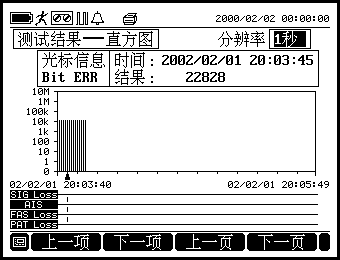 2000/02/02 00:00:00
测试结果——直方图 分辨率 1秒
光标信息 时间：2002/02/01 20:03:45
Bit ERR 结果： 22828
10M
1M
100k
10k
1k
100
10
1
0
02/02/01 20:03:40 02/02/01 20:05:49
SIG Loss
AIS
FAS Loss
PAT Loss
上一项 下一项 上一页 下一页